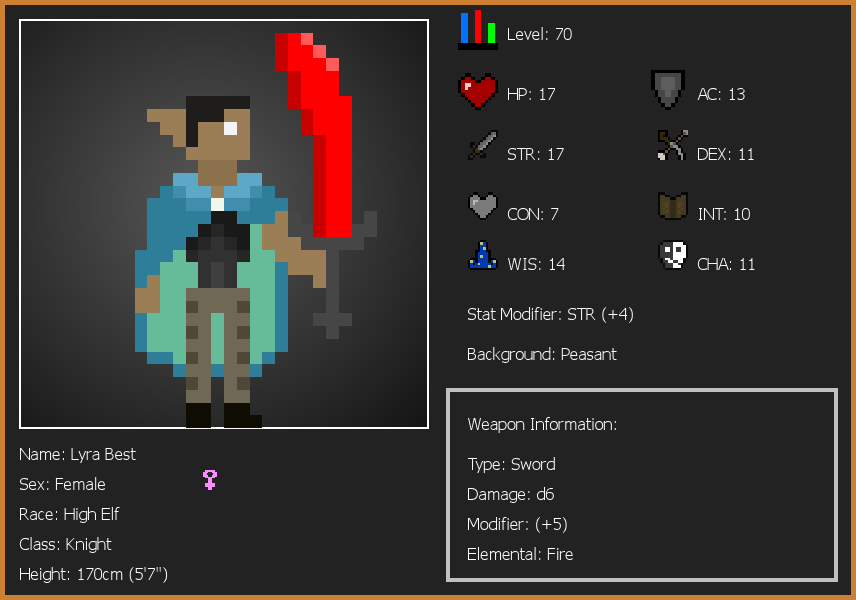 Level: 70
HP: 17
AC: 13
STR: 17
DEX: 11
CON: 7
INT: 10
WIS: 14
CHA: 11
Stat Modifier: STR (+4)
Background: Peasant
Weapon Information:
Type: Sword
Damage: d6
Modifier: (+5)
Elemental: Fire
Name: Lyra Best
Sex: Female
Race: High Elf
Class: Knight
Height: 170cm (5'7")